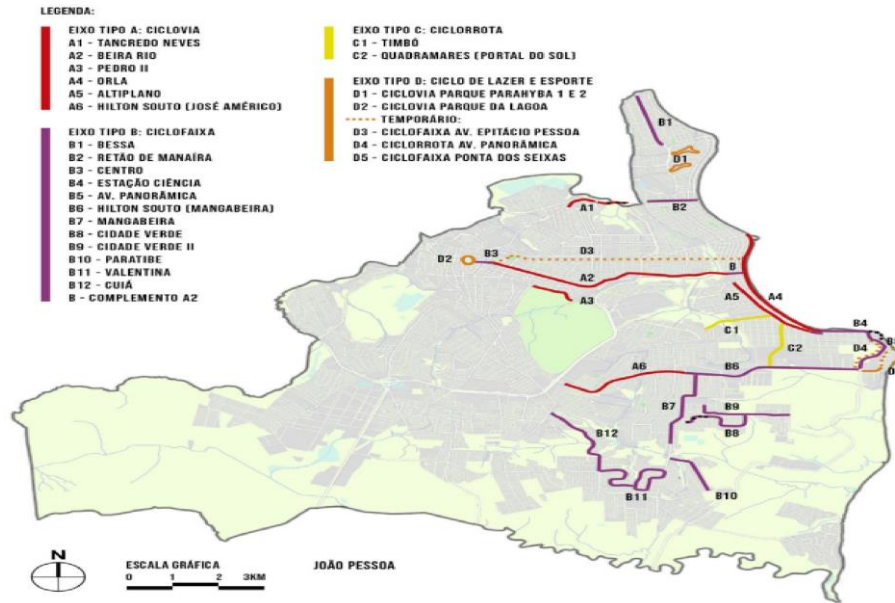 LEGENDA:
EIXO TIPO A: CICLOVIA
A1 - TANCREDO NEVES
A2 - BEIRA RIO
A3 - PEDRO II
A4 - ORLA
A5 - ALTIPLANO
A6 - HILTON SOUTO (JOSÉ AMÉRICO)
EIXO TIPO B: CICLOFAIXA
B1 - BESSA
B2 - RETÃO DE MANAÍRA
B3 - CENTRO
B4 - ESTAÇÃO CIÊNCIA
B5 - AV. PANORÂMICA
B6 - HILTON SOUTO (MANGABEIRA)
B7 - MANGABEIRA
B8 - CIDADE VERDE
B9 - CIDADE VERDE II
B10 - PARATIBE
B11 - VALENTINA
B12 - CUIÁ
B - COMPLEMENTO A2
EIXO TIPO C: CICLORROTA
C1 - TIMBÓ
C2 - QUADRAMARES (PORTAL DO SOL)
EIXO TIPO D: CICLO DE LAZER E ESPORTE
D1 - CICLOVIA PARQUE PARAHYBA 1 E 2
D2 - CICLOVIA PARQUE DA LAGOA
TEMPORÁRIO:
D3 - CICLOFAIXA AV. EPITÁCIO PESSOA
D4 - CICLORROTA AV. PANORÂMICA
D5 - CICLOFAIXA PONTA DOS SEIXAS
B1
D1
A1
B2
D2
B3
D3
B
A2
A3
A5
A4
C1
B4
C2
D4
A6
B6
B7
B9
B8
B12
B11
B10
N
ESCALA GRÁFICA
0 1 2 3KM
JOÃO PESSOA